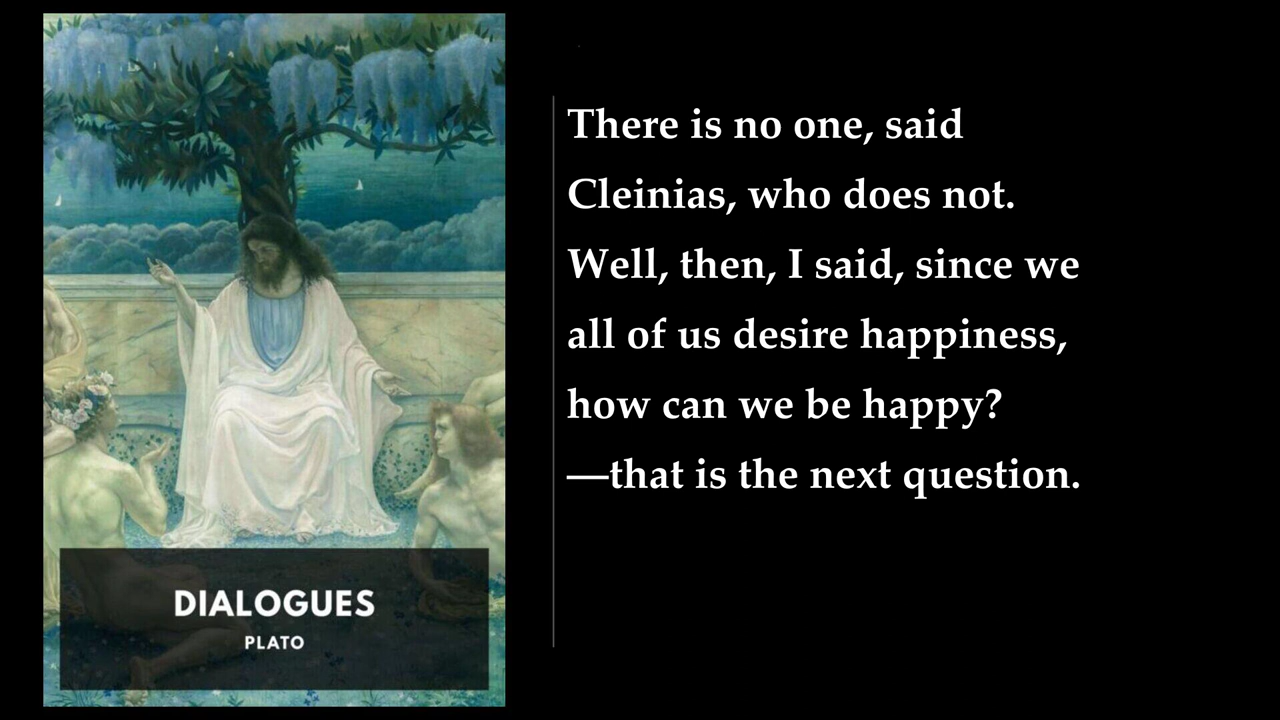 DIALOGUES
PLATO
There is no one, said
Cleinias, who does not.
Well, then, I said, since we
all of us desire happiness,
how can we be happy?
—that is the next question.